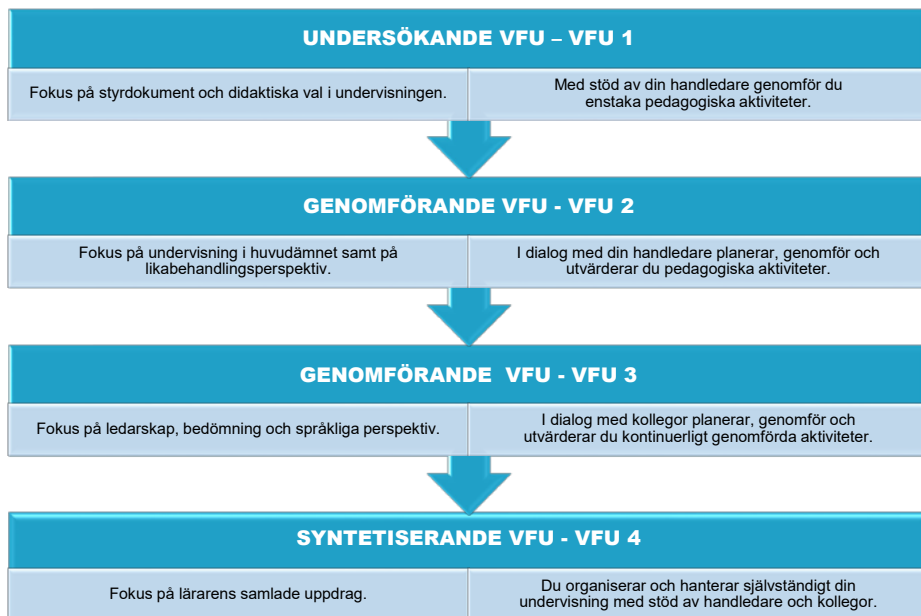 UNDERSÖKANDE VFU – VFU 1
Fokus på styrdokument och didaktiska val i undervisningen.
Med stöd av din handledare genomför du
enstaka pedagogiska aktiviteter.
GENOMFÖRANDE VFU - VFU 2
Fokus på undervisning i huvudämnet samt på
likabehandlingsperspektiv.
I dialog med din handledare planerar, genomför och
utvärderar du pedagogiska aktiviteter.
GENOMFÖRANDE  VFU - VFU 3
Fokus på ledarskap, bedömning och språkliga perspektiv.
I dialog med kollegor planerar, genomför och
utvärderar du kontinuerligt genomförda aktiviteter.
SYNTETISERANDE VFU - VFU 4
Fokus på lärarens samlade uppdrag.
Du organiserar och hanterar självständigt din
undervisning med stöd av handledare och kollegor.